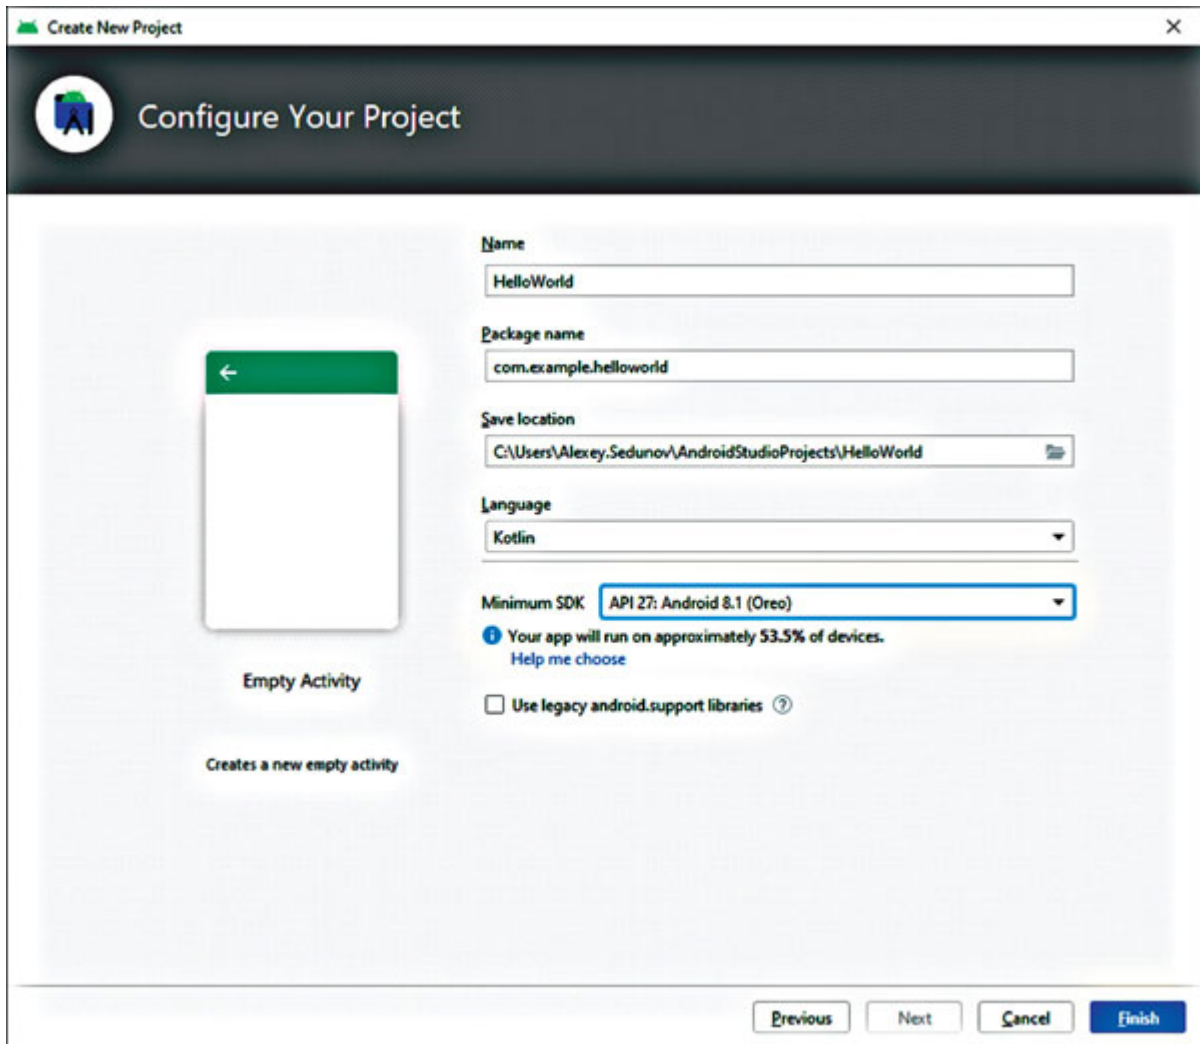 Create New Project
Configure Your Project
Name
HelloWorld
Package name
com.example.helloworld
Save location
C:\Users\Alexey.Sedunov\AndroidStudioProjects\HelloWorld
Language
Kotlin
Minimum SDK API 27: Android 8.1 (Oreo)
Your app will run on approximately 53.5% of devices.
Help me choose
Use legacy android.support libraries
Empty Activity
Creates a new empty activity
Previous Next Cancel Finish